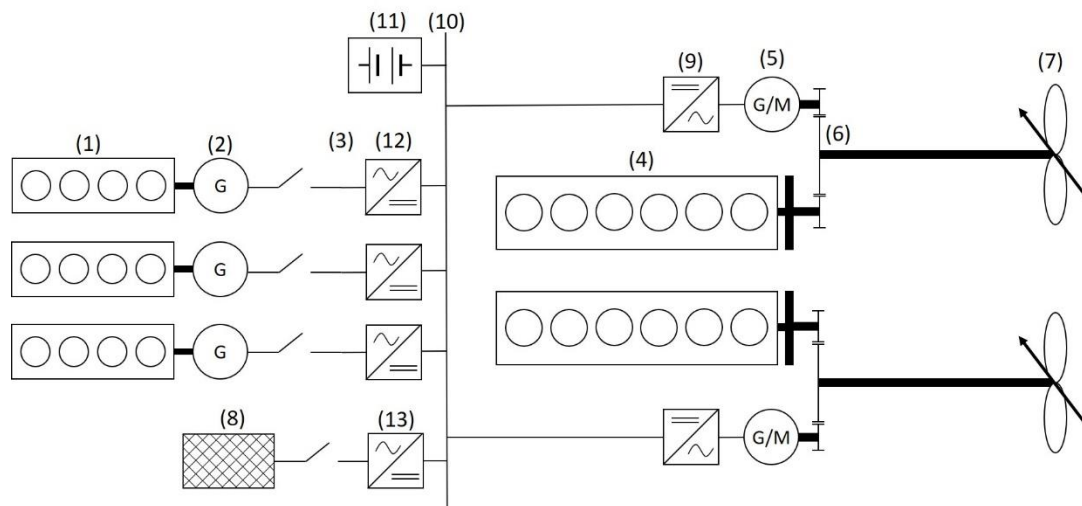 (11) (10)
(9) (5) (7)
G/M
(1) (2) (3) (12) (4) (6)
G
G
G
(8) (13)
G/M